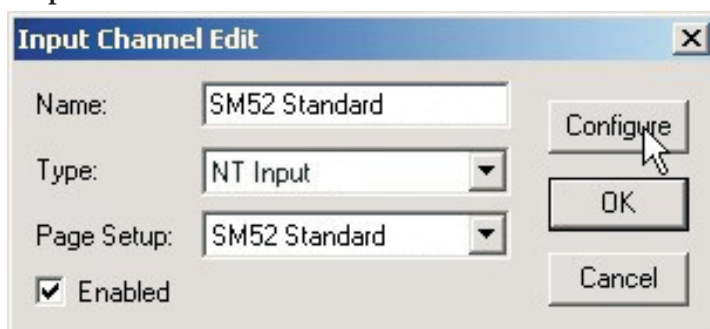 Input Channel Edit
Name: SM52 Standard
Configure
Type: NT Input
OK
Page Setup: SM52 Standard
Enabled
Cancel